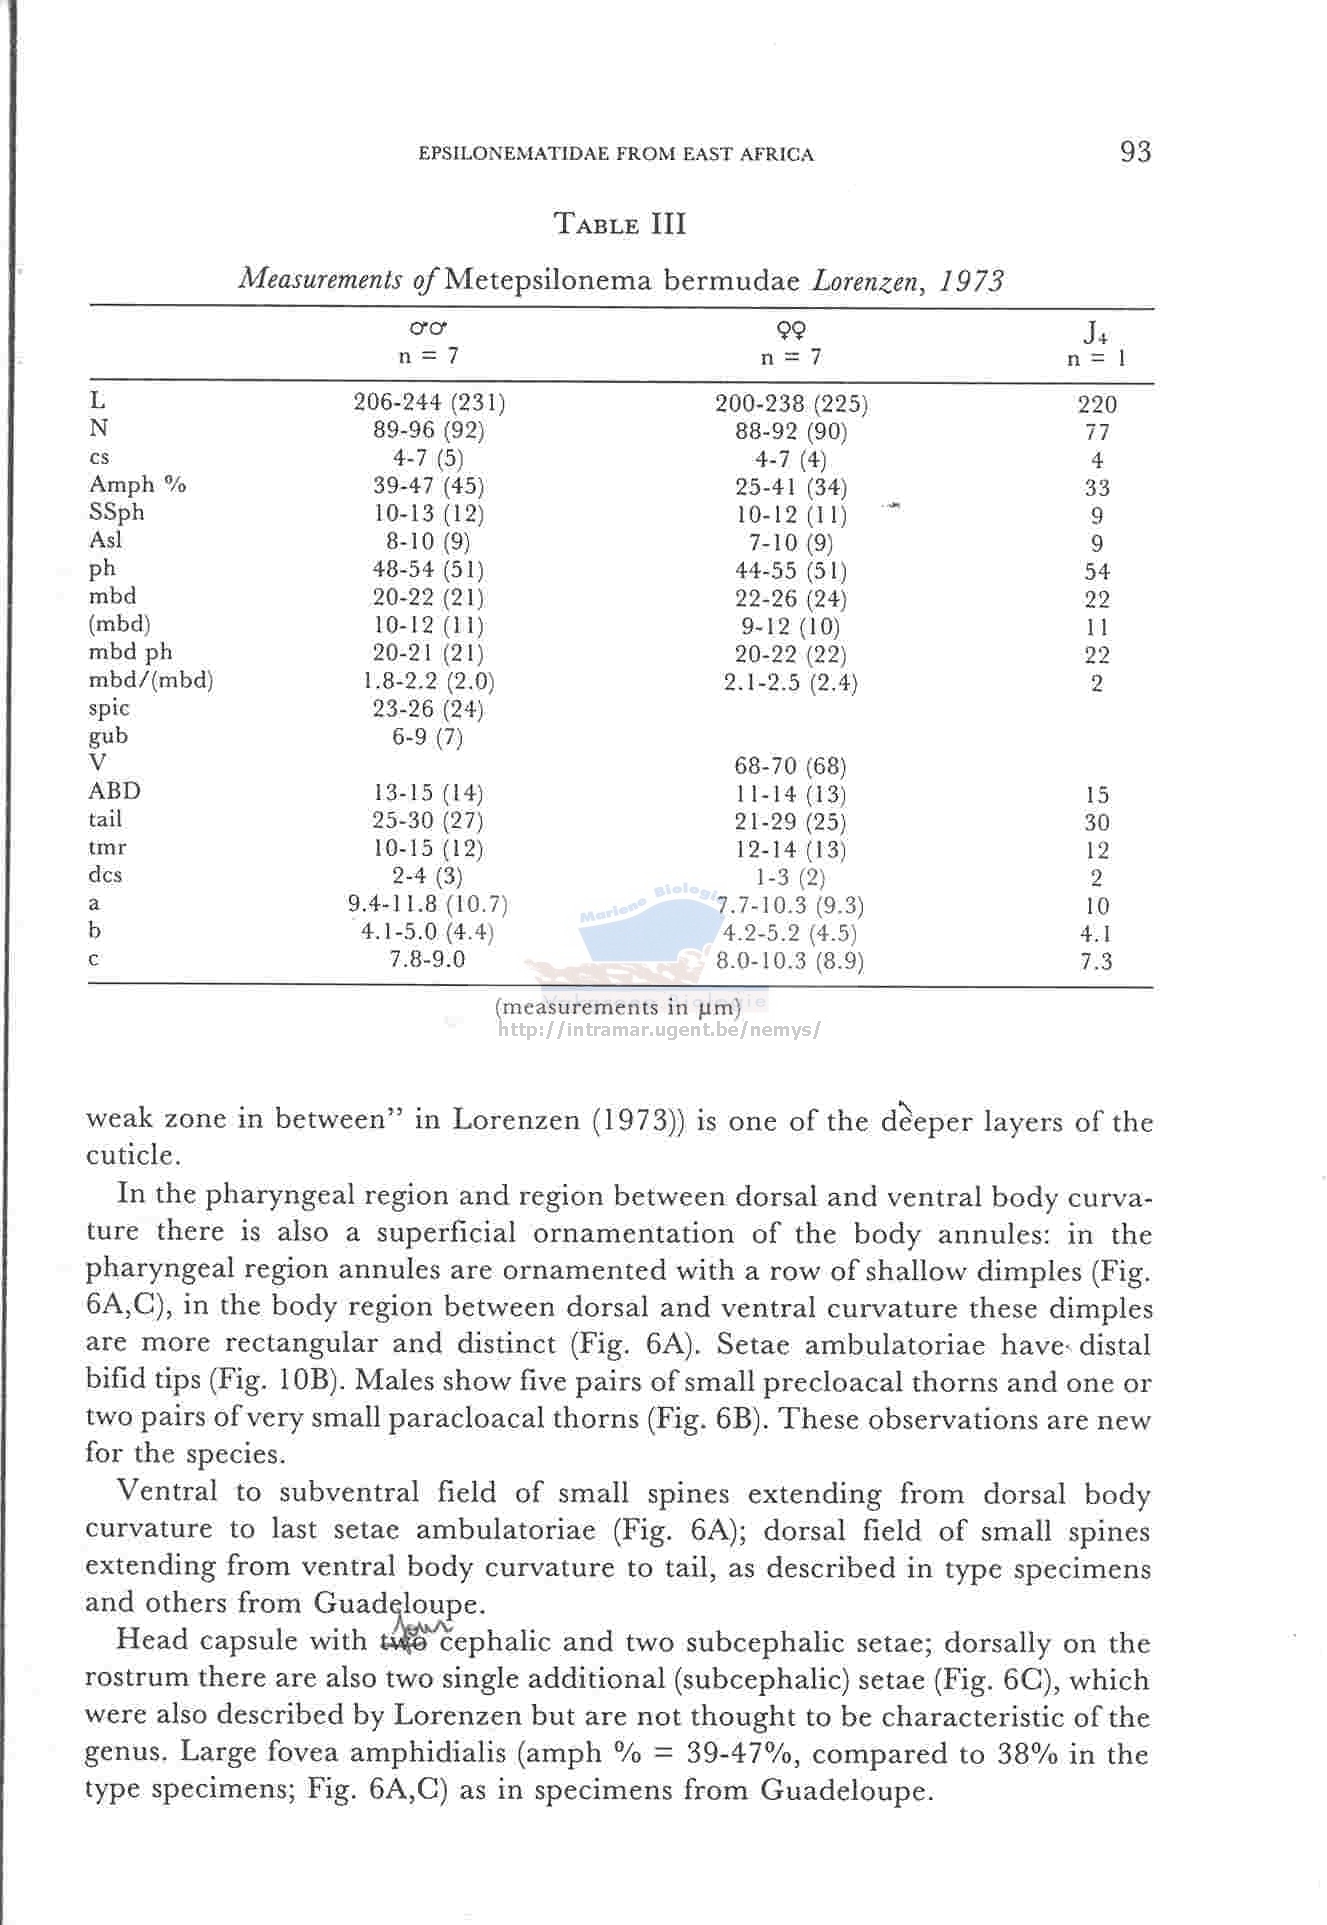 EPSILONEMATIDAE FROM EAST AFRICA 93
TABLE III
Measurements of Metepsilonema bermudae Lorenzen, 1973
♂♂ ♀♀ J4
n = 7 n = 7 n = 1
L 206-244 (231) 200-238 (225) 220
N 89-96 (92) 88-92 (90) 77
cs 4-7 (5) 4-7 (4) 4
Amph % 39-47 (45) 25-41 (34) 33
SSph 10-13 (12) 10-12 (11) 9
Asl 8-10 (9) 7-10 (9) 9
ph 48-54 (51) 44-55 (51) 54
mbd 20-22 (21) 22-26 (24) 22
(mbd) 10-12 (11) 9-12 (10) 11
mbd ph 20-21 (21) 20-22 (22) 22
mbd/(mbd) 1.8-2.2 (2.0) 2.1-2.5 (2.4) 2
spic 23-26 (24)
gub 6-9 (7)
V 68-70 (68)
ABD 13-15 (14) 11-14 (13) 15
tail 25-30 (27) 21-29 (25) 30
tmr 10-15 (12) 12-14 (13) 12
dcs 2-4 (3) 1-3 (2) 2
a 9.4-11.8 (10.7) 7.7-10.3 (9.3) 10
b 4.1-5.0 (4.4) 4.2-5.2 (4.5) 4.1
c 7.8-9.0 8.0-10.3 (8.9) 7.3
Mariene Biologie
(measurements in μm)
http://intramar.ugent.be/nemys/
weak zone in between” in Lorenzen (1973)) is one of the deeper layers of the
cuticle.
In the pharyngeal region and region between dorsal and ventral body curva-
ture there is also a superficial ornamentation of the body annules: in the
pharyngeal region annules are ornamented with a row of shallow dimples (Fig.
6A,C), in the body region between dorsal and ventral curvature these dimples
are more rectangular and distinct (Fig. 6A). Setae ambulatoriae have distal
bifid tips (Fig. 10B). Males show five pairs of small precloacal thorns and one or
two pairs of very small paracloacal thorns (Fig. 6B). These observations are new
for the species.
Ventral to subventral field of small spines extending from dorsal body
curvature to last setae ambulatoriae (Fig. 6A); dorsal field of small spines
extending from ventral body curvature to tail, as described in type specimens
and others from Guadeloupe.
four
Head capsule with two cephalic and two subcephalic setae; dorsally on the
rostrum there are also two single additional (subcephalic) setae (Fig. 6C), which
were also described by Lorenzen but are not thought to be characteristic of the
genus. Large fovea amphidialis (amph % = 39-47%, compared to 38% in the
type specimens; Fig. 6A,C) as in specimens from Guadeloupe.